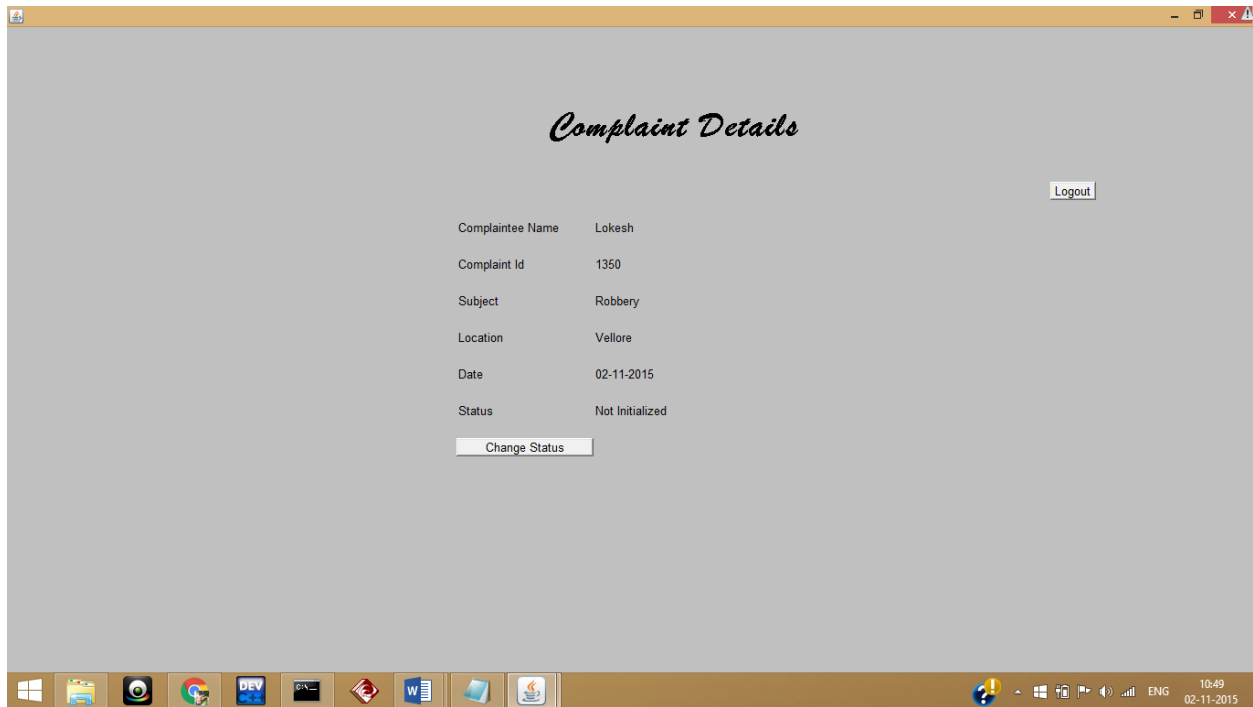 Complaint Details
Logout
Complaintee Name Lokesh
Complaint Id 1350
Subject Robbery
Location Vellore
Date 02-11-2015
Status Not Initialized
Change Status
DEV
C:\
W
ENG
10:49
02-11-2015